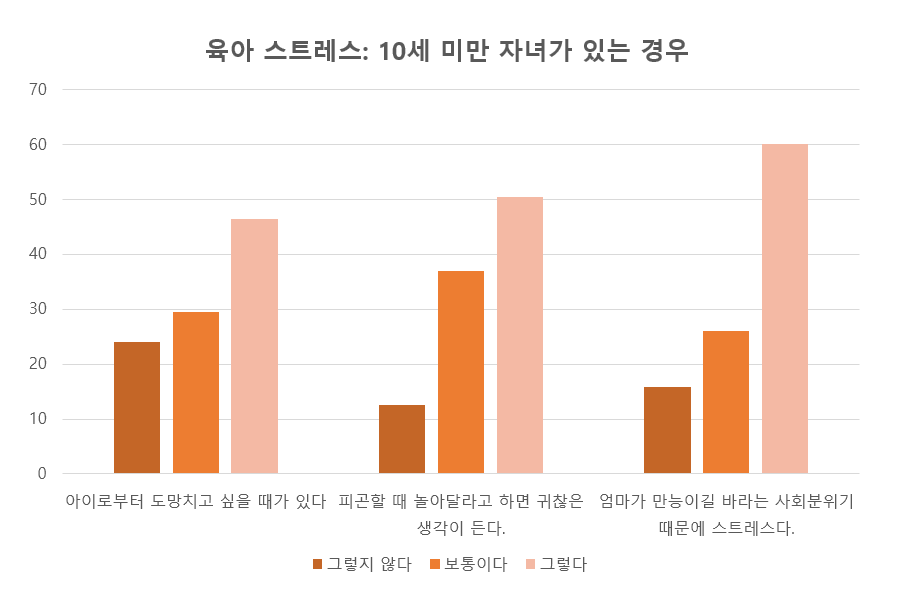 육아 스트레스: 10세 미만 자녀가 있는 경우
70
60
50
40
30
20
10
0
아이로부터 도망치고 싶을 때가 있다
피곤할 때 놀아달라고 하면 귀찮은
생각이 든다.
엄마가 만능이길 바라는 사회분위기
때문에 스트레스다.
그렇지 않다
보통이다
그렇다